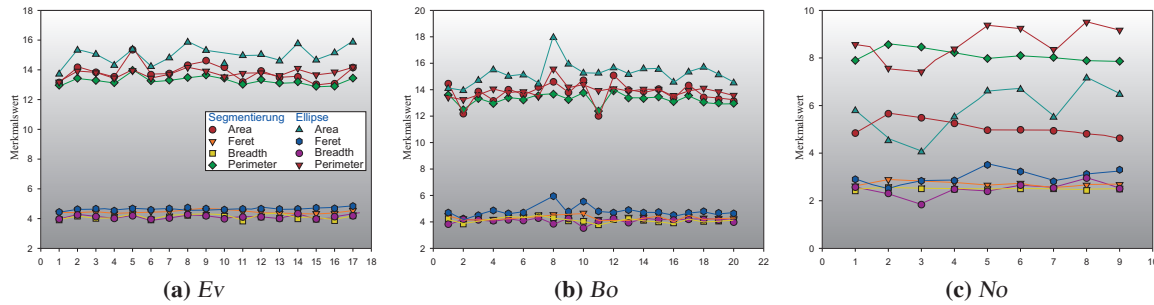 18
16
14
12
10
8
6
4
2
Merkmalswert
Segmentierung Ellipse
Area Area
Feret Feret
Breadth Breadth
Perimeter Perimeter
0 1 2 3 4 5 6 7 8 9 10 11 12 13 14 15 16 17 18
(a) Ev
20
18
16
14
12
10
8
6
4
2
Merkmalswert
0 2 4 6 8 10 12 14 16 18 20 22
(b) Bo
10
8
6
4
2
0
Merkmalswert
0 1 2 3 4 5 6 7 8 9 10
(c) No